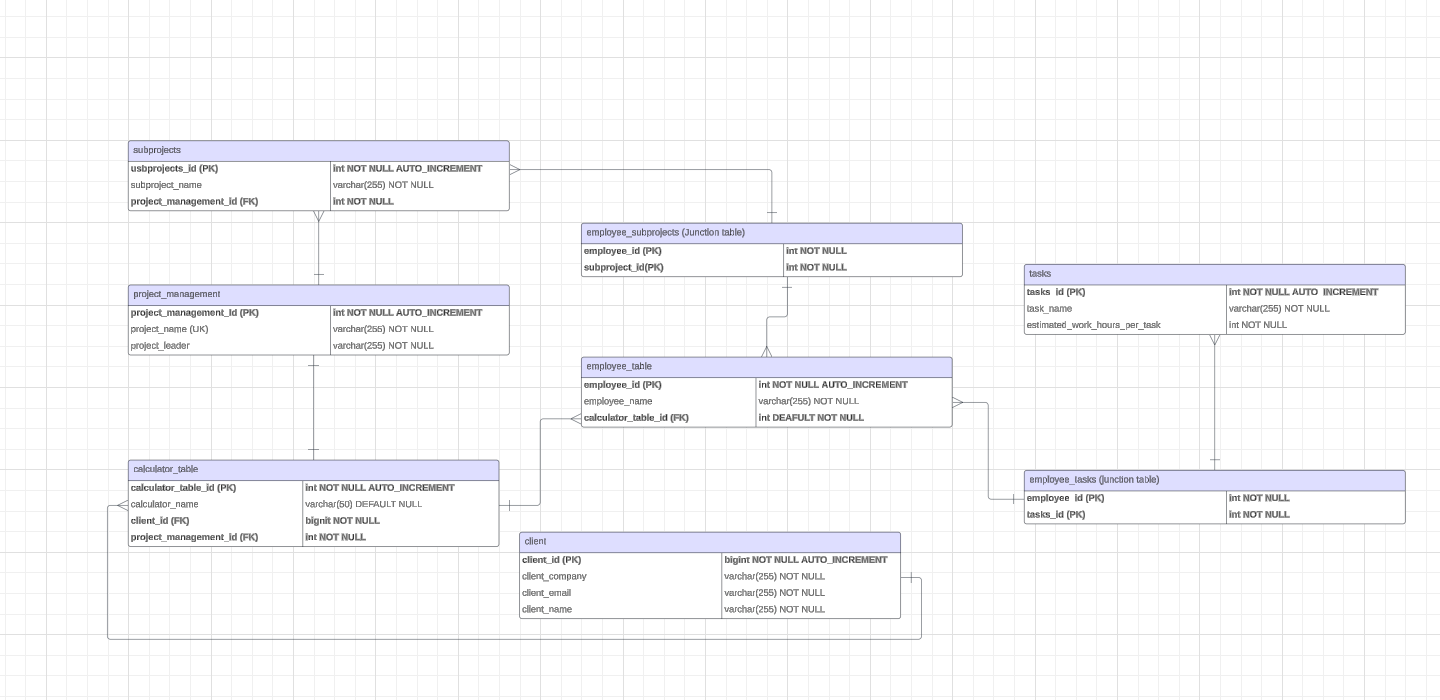 subprojects
usbprojects_id (PK) int NOT NULL AUTO_INCREMENT
subproject_name varchar(255) NOT NULL
project_management_id (FK) int NOT NULL
project_management
project_management_id (PK) int NOT NULL AUTO_INCREMENT
project_name (UK) varchar(255) NOT NULL
project_leader varchar(255) NOT NULL
calculator_table
calculator_table_id (PK) int NOT NULL AUTO_INCREMENT
calculator_name varchar(50) DEFAULT NULL
client_id (FK) bignit NOT NULL
project_management_id (FK) int NOT NULL
employee_subprojects (Junction table)
employee_id (PK) int NOT NULL
subproject_id(PK) int NOT NULL
employee_table
employee_id (PK) int NOT NULL AUTO_INCREMENT
employee_name varchar(255) NOT NULL
calculator_table_id (FK) int DEAFULT NOT NULL
client
client_id (PK) bigint NOT NULL AUTO_INCREMENT
client_company varchar(255) NOT NULL
client_email varchar(255) NOT NULL
client_name varchar(255) NOT NULL
tasks
tasks_id (PK) int NOT NULL AUTO_INCREMENT
task_name varchar(255) NOT NULL
estimated_work_hours_per_task int NOT NULL
employee_tasks (junction table)
employee_id (PK) int NOT NULL
tasks_id (PK) int NOT NULL